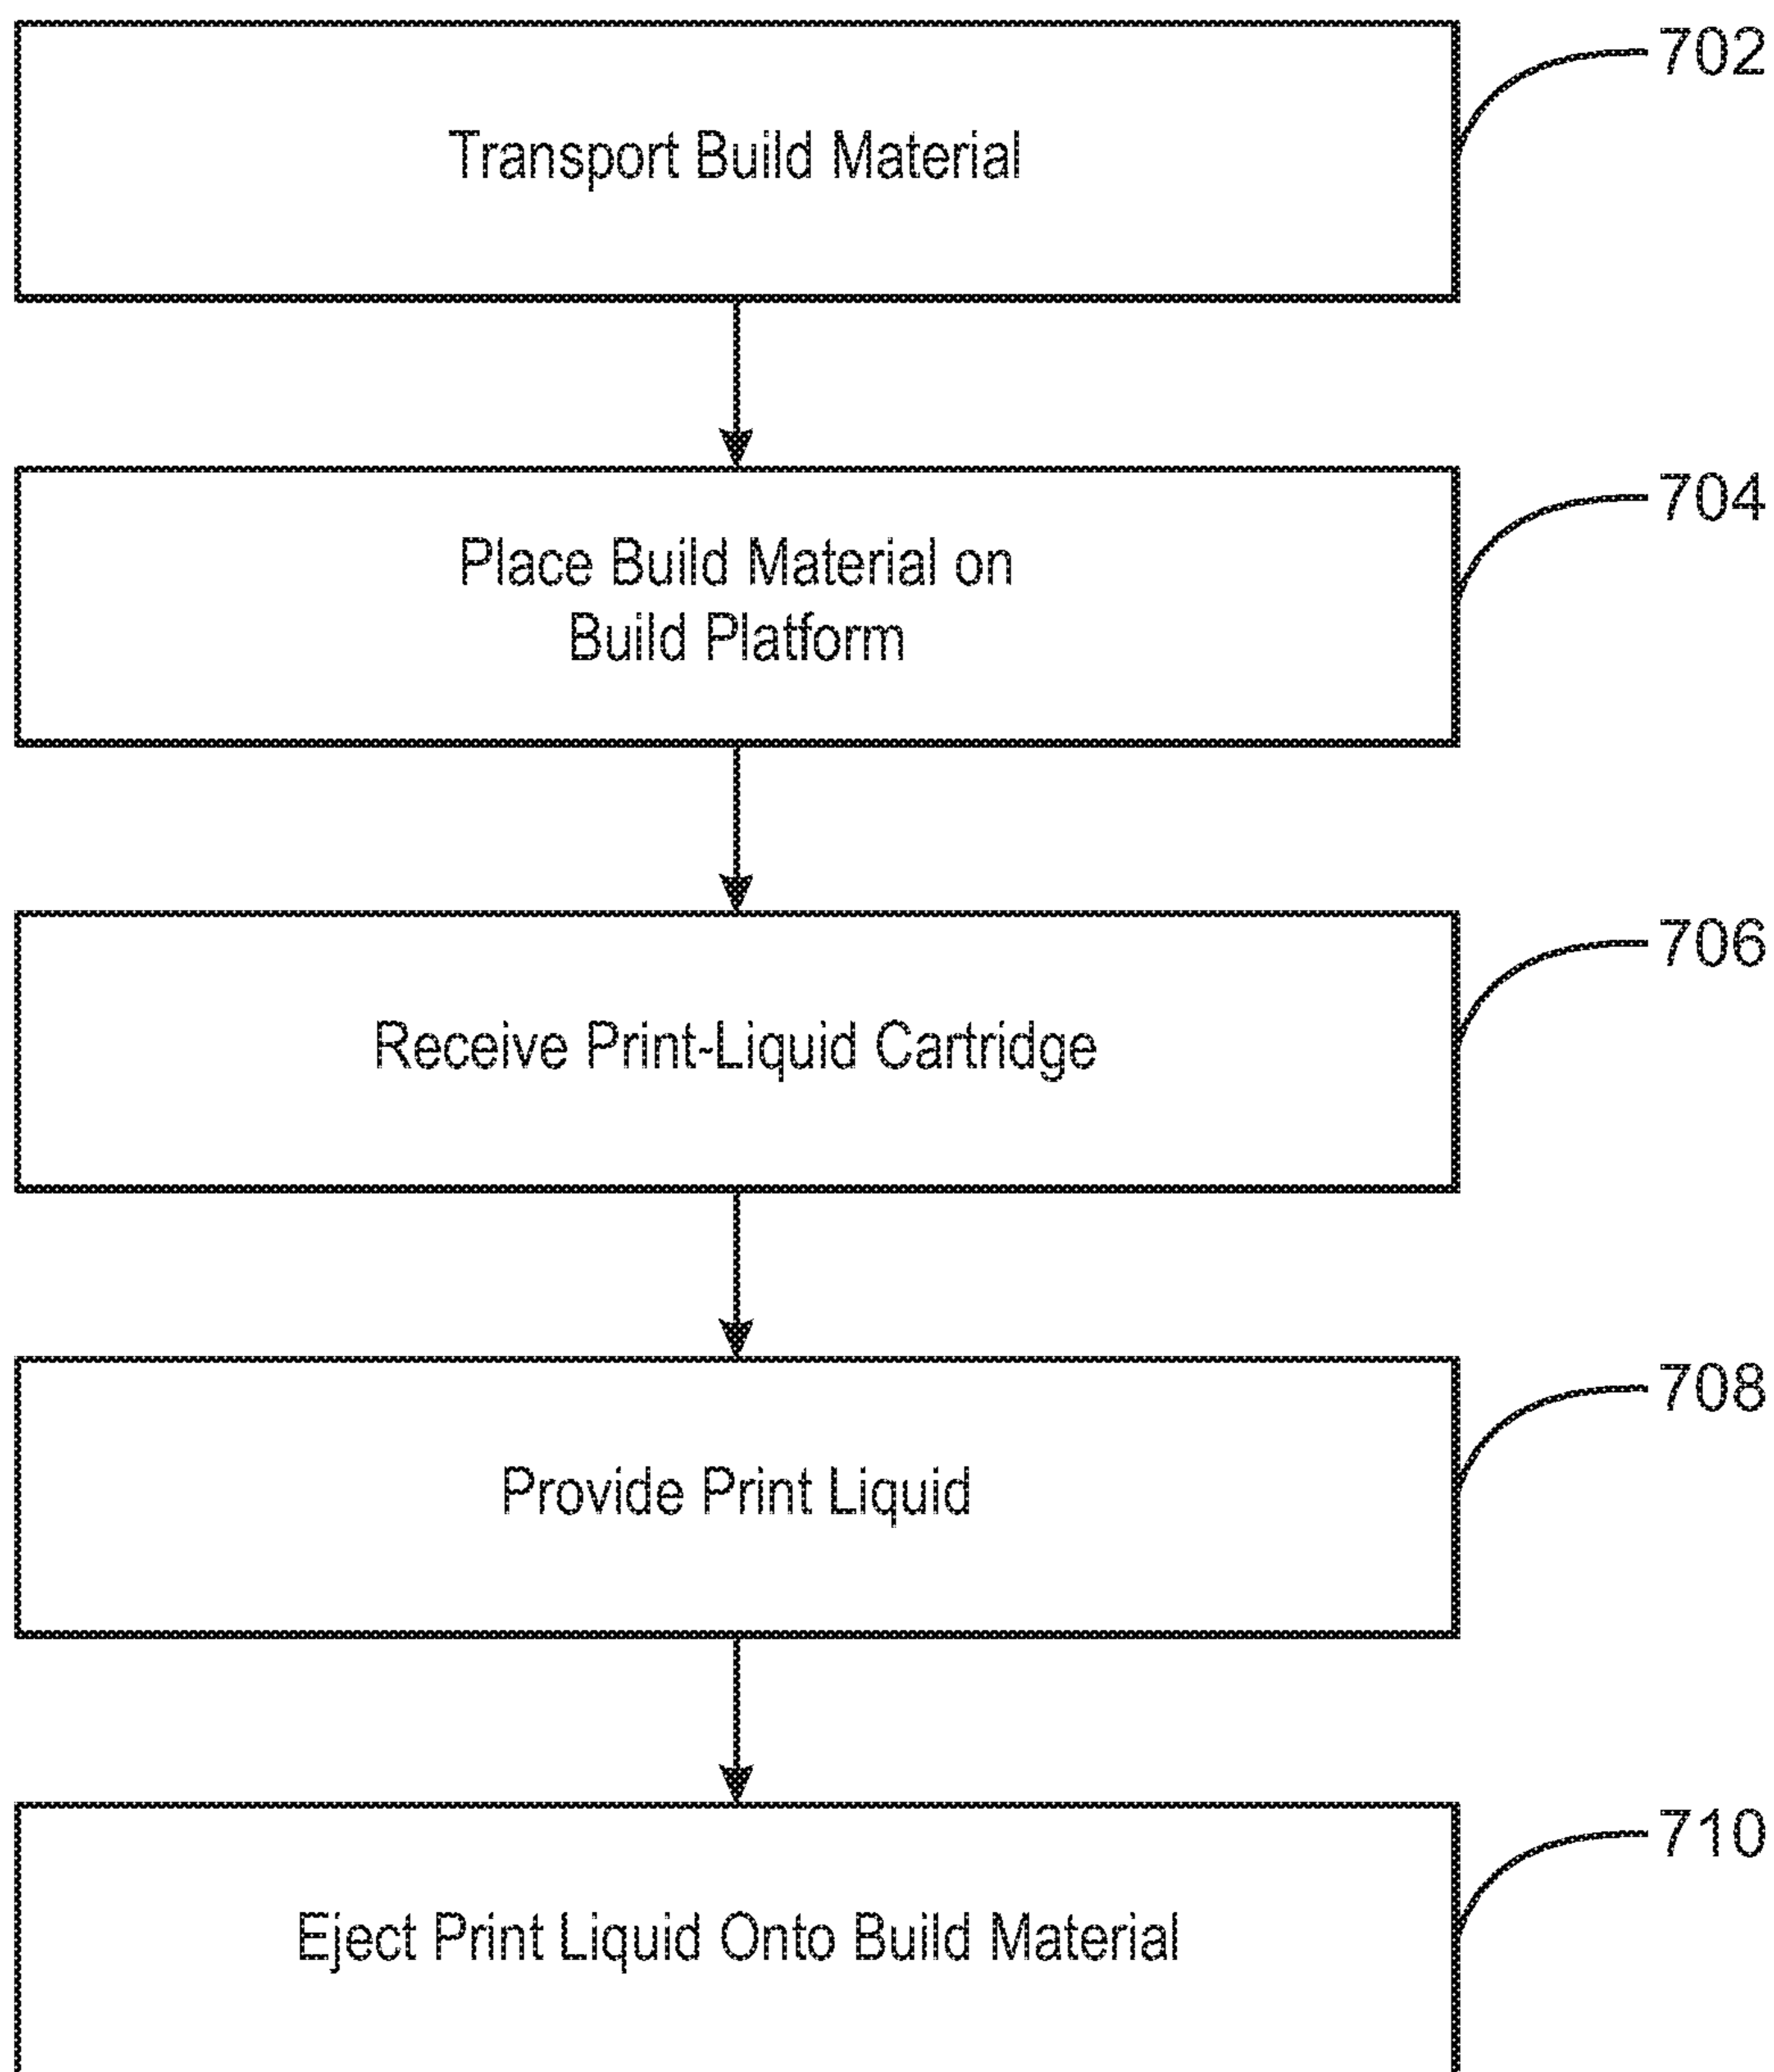 702
Transport Build Material
704
Place Build Material on
Build Platform
706
Receive Print-Liquid Cartridge
708
Provide Print Liquid
710
Eject Print Liquid Onto Build Material